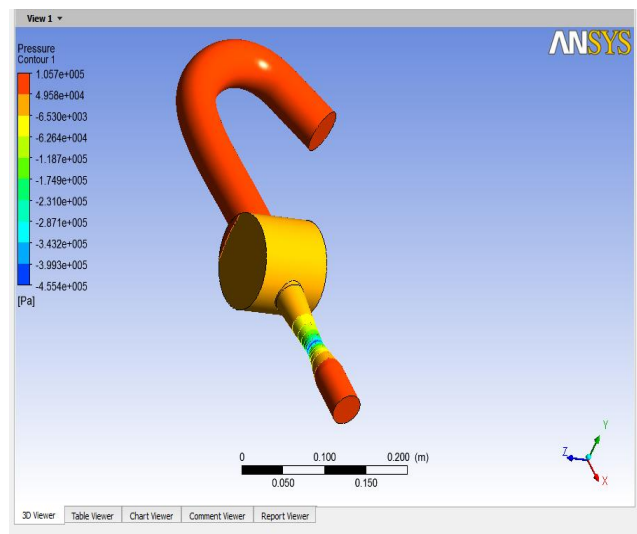 View 1
ANSYS
Pressure
Contour 1
1.057e+005
4.958e+004
-6.530e+003
-6.264e+004
-1.187e+005
-1.749e+005
-2.310e+005
-2.871e+005
-3.432e+005
-3.993e+005
-4.554e+005
[Pa]
0 0.100 0.200 (m)
0.050 0.150
Y
Z
X
3D Viewer Table Viewer Chart Viewer Comment Viewer Report Viewer